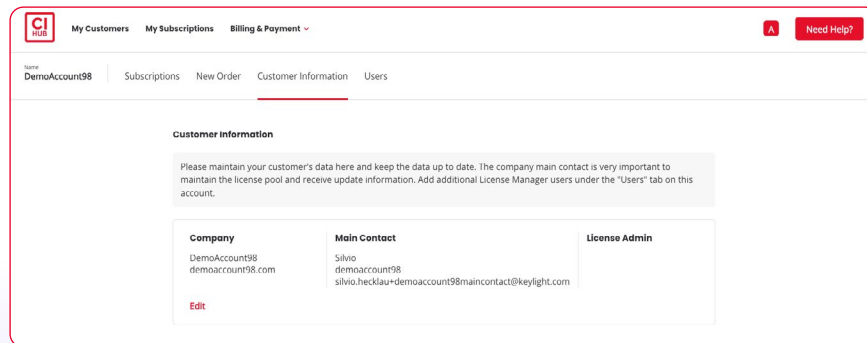 CI
HUB
My Customers My Subscriptions Billing & Payment
A
Need Help?
Name
DemoAccount98
Subscriptions New Order Customer Information Users
Customer Information
Please maintain your customer's data here and keep the data up to date. The company main contact is very important to
maintain the license pool and receive update information. Add additional License Manager users under the "Users" tab on this
account.
Company
DemoAccount98
demoaccount98.com
Edit
Main Contact
Silvio
demoaccount98
silvio.hecklau+demoaccount98maincontact@keylight.com
License Admin